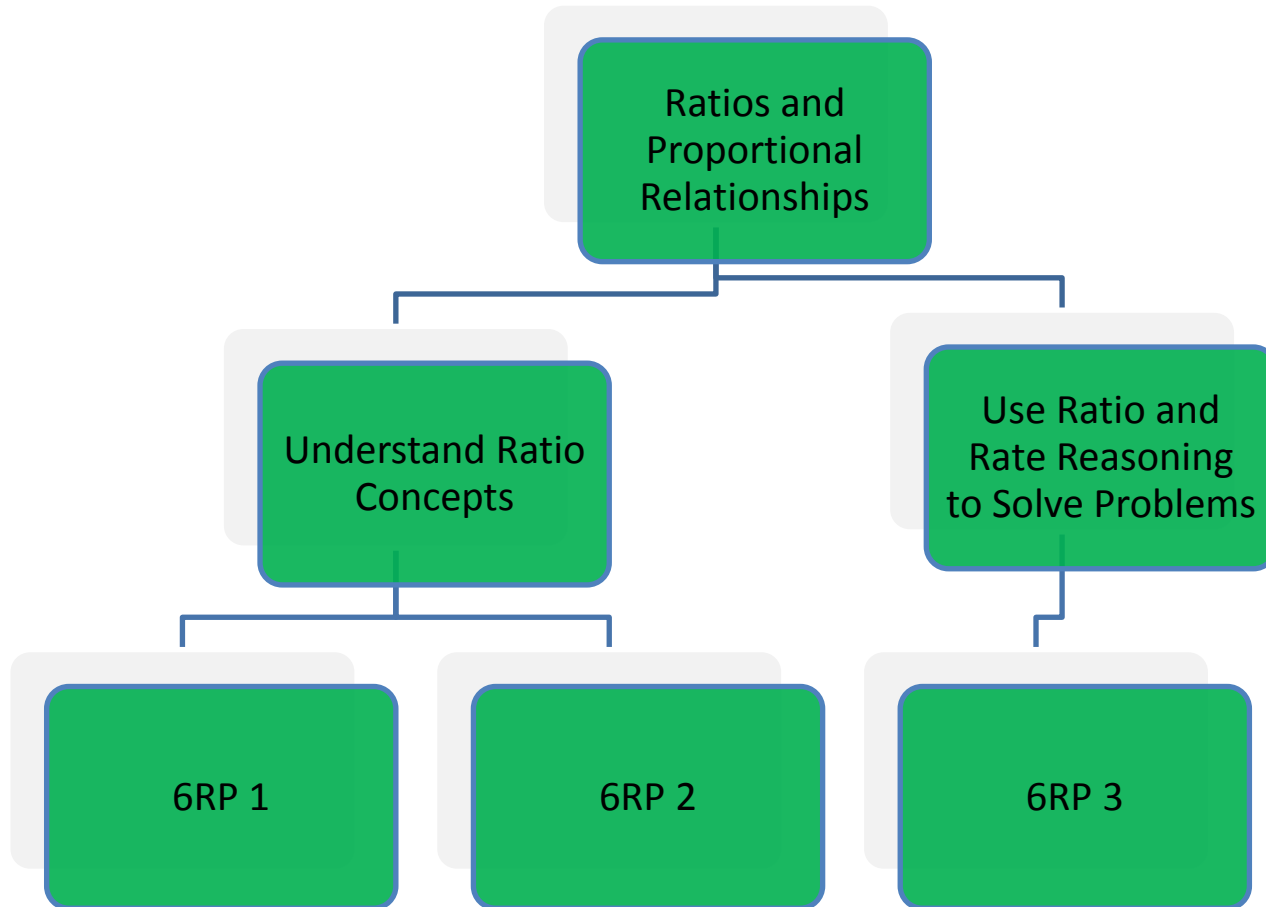 Ratios and
Proportional
Relationships
Understand Ratio
Concepts
Use Ratio and
Rate Reasoning
to Solve Problems
6RP 1
6RP 2
6RP 3